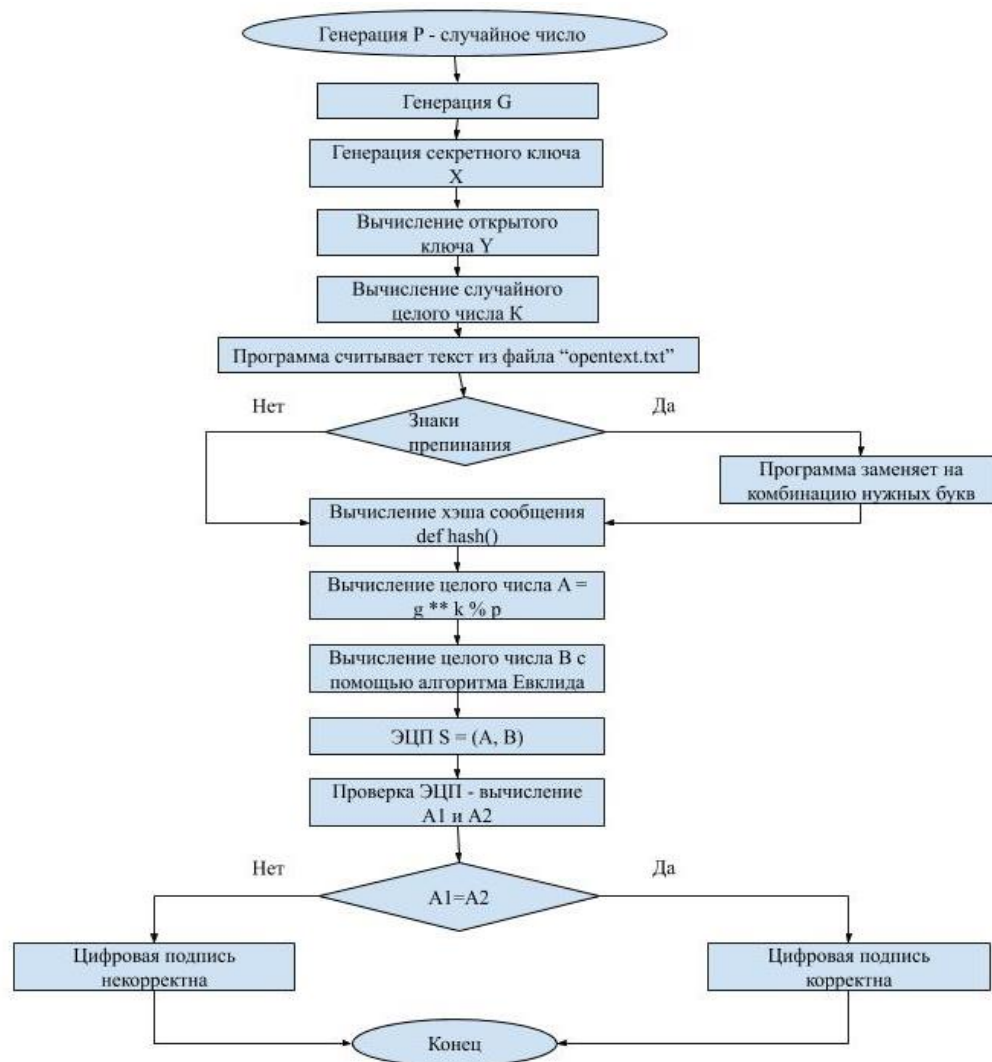 Генерация P - случайное число
Генерация G
Генерация секретного ключа
X
Вычисление открытого
ключа Y
Вычисление случайного
целого числа K
Программа считывает текст из файла “opentext.txt”
Нет
Да
Знаки
препинания
Программа заменяет на
комбинацию нужных букв
Вычисление хэша сообщения
def hash()
Вычисление целого числа A =
g ** k % p
Вычисление целого числа B с
помощью алгоритма Евклида
ЭЦП S = (A, B)
Проверка ЭЦП - вычисление
A1 и A2
Нет
Да
A1=A2
Цифровая подпись
некорректна
Цифровая подпись
корректна
Конец